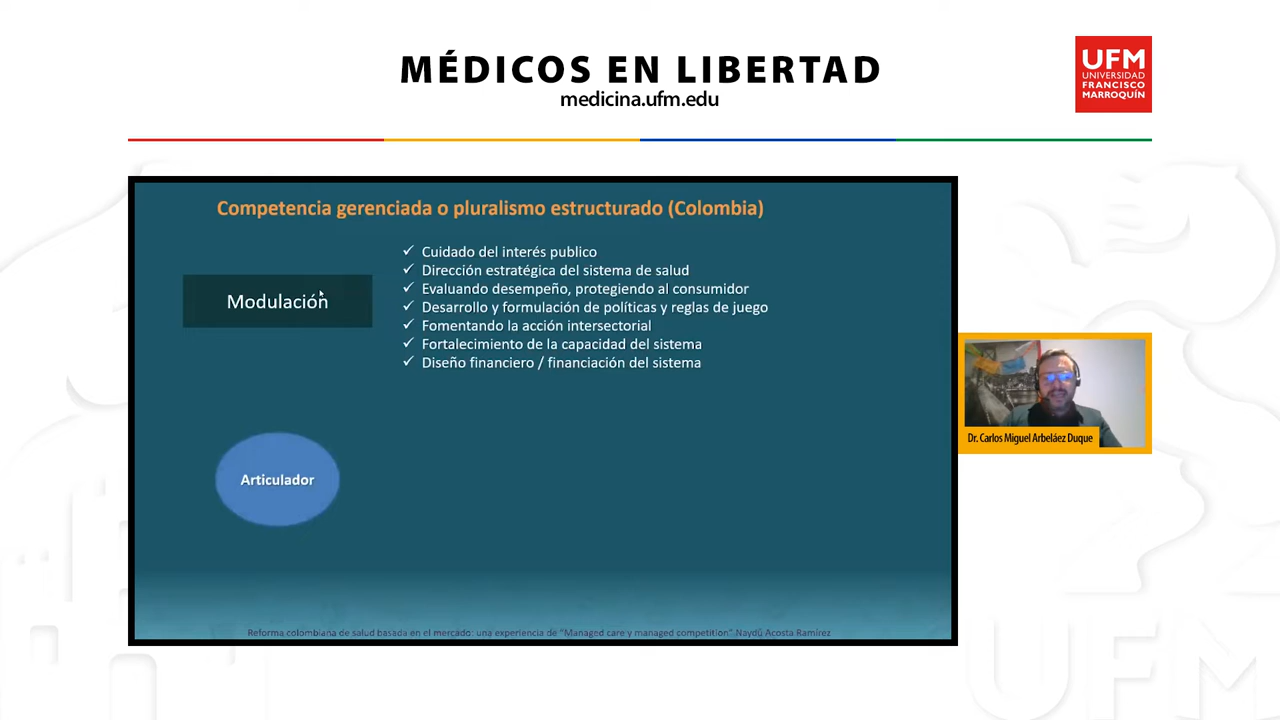 MÉDICOS EN LIBERTAD
medicina.ufm.edu
UFM
UNIVERSIDAD
FRANCISCO
MARROQUÍN
Competencia gerenciada o pluralismo estructurado (Colombia)
Modulación
✓ Cuidado del interés publico
✓ Dirección estratégica del sistema de salud
✓ Evaluando desempeño, protegiendo al consumidor
✓ Desarrollo y formulación de políticas y reglas de juego
✓ Fomentando la acción intersectorial
✓ Fortalecimiento de la capacidad del sistema
✓ Diseño financiero / financiación del sistema
Articulador
Reforma colombiana de salud basada en el mercado: una experiencia de "Managed care y managed competition" Naydú Acosta Ramírez
Dr. Carlos Miguel Arbeláez Duque
UFM